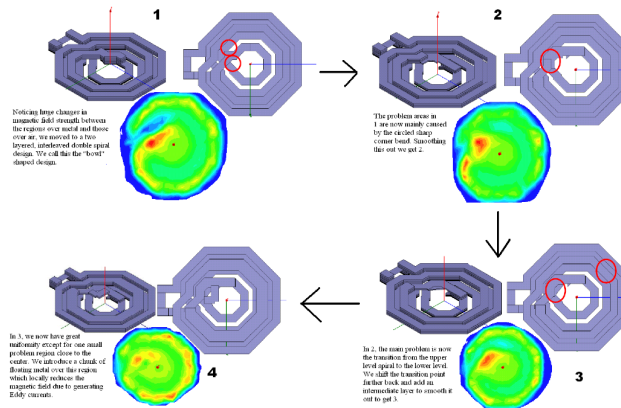 1
Noticing large changes in
magnetic field strength between
the regions over metal and those
over air, we moved to a two
layered, interleaved double spiral
design. We call this the "bowl"
shaped design.
2
The problem areas in
1 are now mainly caused
by the circled sharp
corner bend. Smoothing
this out we get 2.
In 2, the main problem is now
the transition from the upper
level spiral to the lower level.
We shift the transition point
further back and add an
intermediate layer to smooth it
out to get 3.
3
In 3, we now have great
uniformity except for one small
problem region close to the
center. We introduce a chunk of
floating metal over this region
which locally reduces the
magnetic field due to generating
Eddy currents.
4